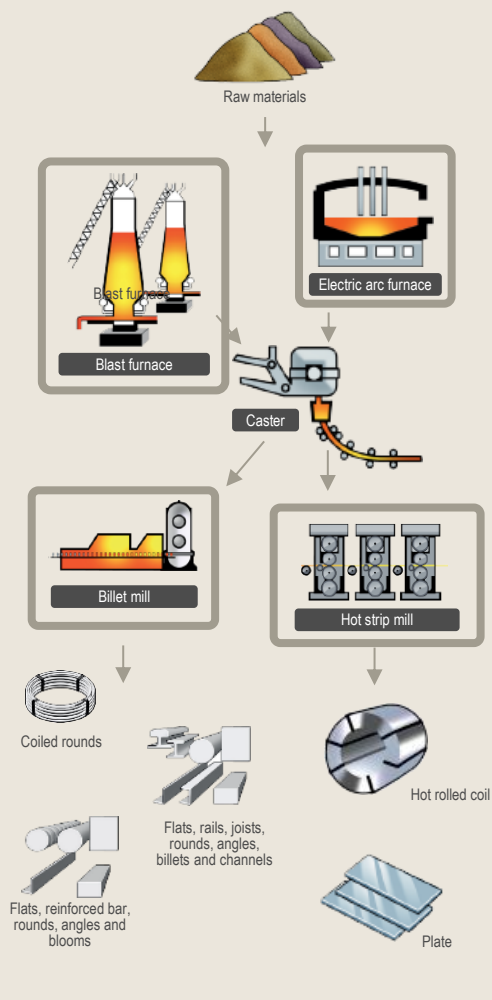 Raw materials
Blast furnace
Blast furnace
Electric arc furnace
Caster
Billet mill
Hot strip mill
Coiled rounds
Flats, rails, joists,
rounds, angles,
billets and channels
Hot rolled coil
Flats, reinforced bar,
rounds, angles and
blooms
Plate